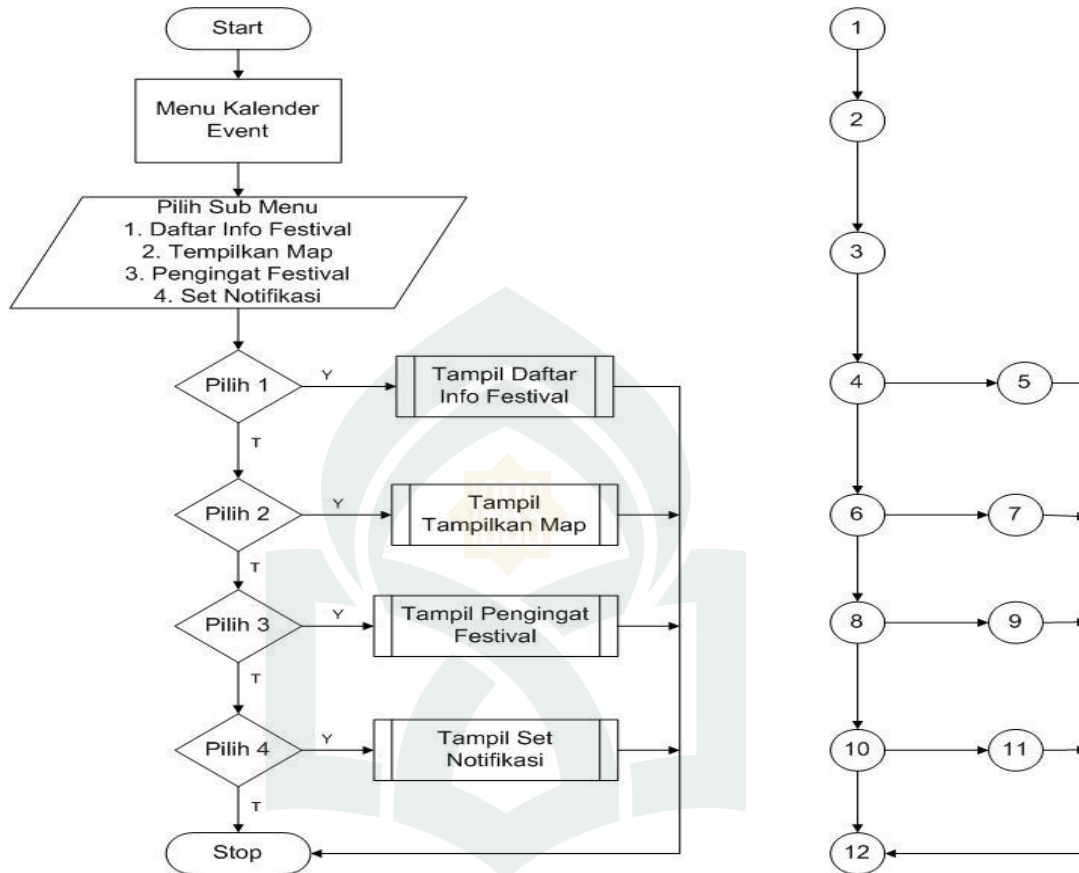 Start
Menu Kalender
Event
Pilih Sub Menu
1. Daftar Info Festival
2. Tempilkan Map
3. Pengingat Festival
4. Set Notifikasi
Pilih 1
Y
Tampil Daftar
Info Festival
T
Pilih 2
Y
Tampil
Tampilkan Map
T
Pilih 3
Y
Tampil Pengingat
Festival
T
Pilih 4
Y
Tampil Set
Notifikasi
T
Stop
1
2
3
4
5
6
7
8
9
10
11
12